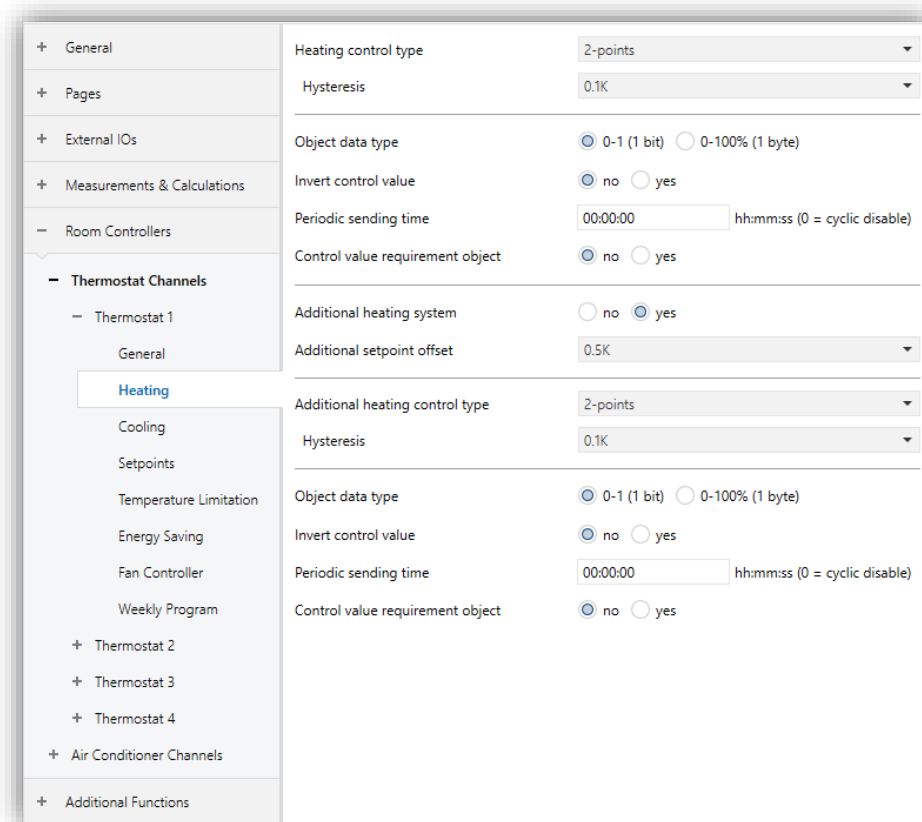 + General
+ Pages
+ External IOs
+ Measurements & Calculations
− Room Controllers
− Thermostat Channels
− Thermostat 1
General
Heating
Cooling
Setpoints
Temperature Limitation
Energy Saving
Fan Controller
Weekly Program
+ Thermostat 2
+ Thermostat 3
+ Thermostat 4
+ Air Conditioner Channels
+ Additional Functions
Heating control type 2-points
Hysteresis 0.1K
Object data type 0-1 (1 bit) 0-100% (1 byte)
Invert control value no yes
Periodic sending time 00:00:00 hh:mm:ss (0 = cyclic disable)
Control value requirement object no yes
Additional heating system no yes
Additional setpoint offset 0.5K
Additional heating control type 2-points
Hysteresis 0.1K
Object data type 0-1 (1 bit) 0-100% (1 byte)
Invert control value no yes
Periodic sending time 00:00:00 hh:mm:ss (0 = cyclic disable)
Control value requirement object no yes